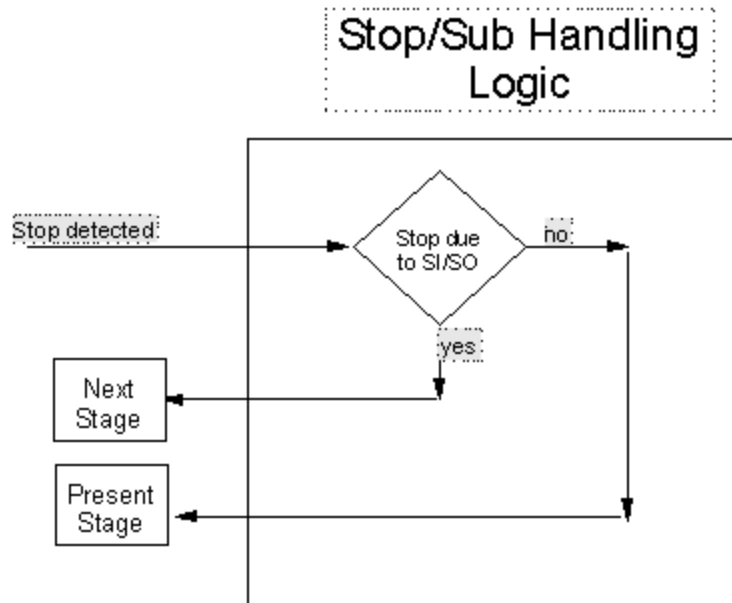 Stop/Sub Handling
Logic
Stop detected
Stop due
to SI/SO
no
yes
Next
Stage
Present
Stage